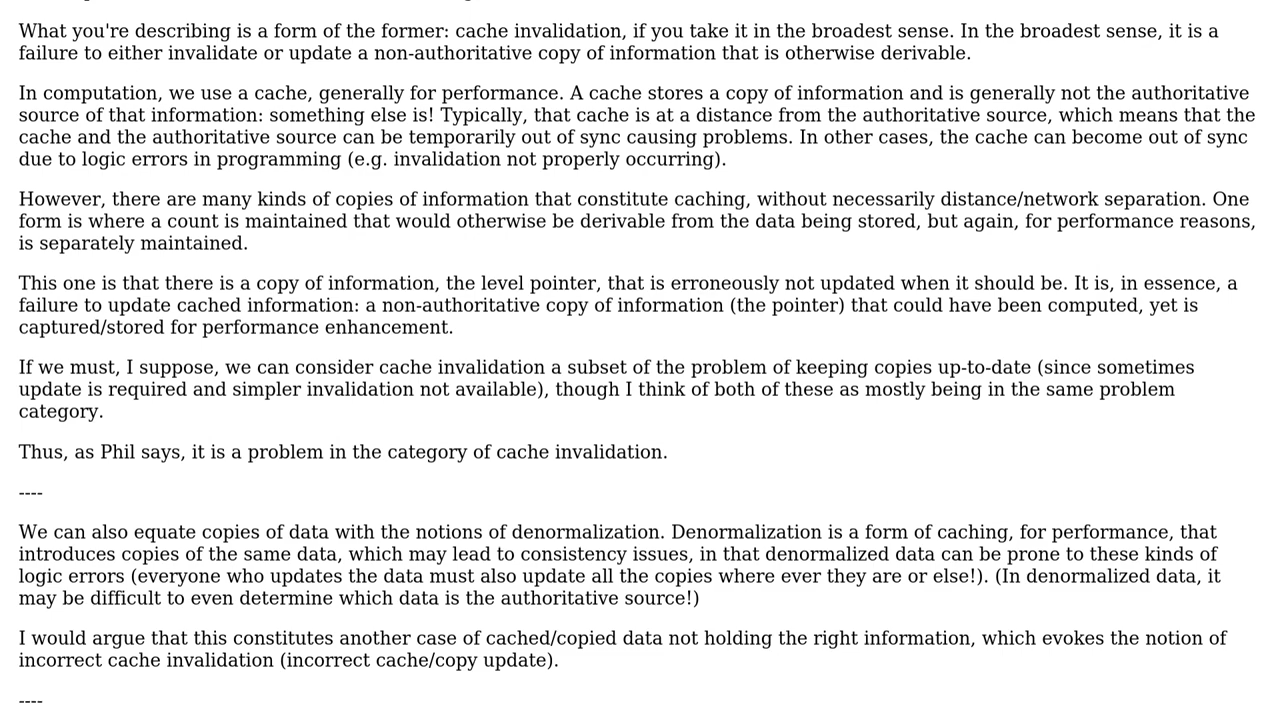 What you're describing is a form of the former: cache invalidation, if you take it in the broadest sense. In the broadest sense, it is a
failure to either invalidate or update a non-authoritative copy of information that is otherwise derivable.
In computation, we use a cache, generally for performance. A cache stores a copy of information and is generally not the authoritative
source of that information: something else is! Typically, that cache is at a distance from the authoritative source, which means that the
cache and the authoritative source can be temporarily out of sync causing problems. In other cases, the cache can become out of sync
due to logic errors in programming (e.g. invalidation not properly occurring).
However, there are many kinds of copies of information that constitute caching, without necessarily distance/network separation. One
form is where a count is maintained that would otherwise be derivable from the data being stored, but again, for performance reasons,
is separately maintained.
This one is that there is a copy of information, the level pointer, that is erroneously not updated when it should be. It is, in essence, a
failure to update cached information: a non-authoritative copy of information (the pointer) that could have been computed, yet is
captured/stored for performance enhancement.
If we must, I suppose, we can consider cache invalidation a subset of the problem of keeping copies up-to-date (since sometimes
update is required and simpler invalidation not available), though I think of both of these as mostly being in the same problem
category.
Thus, as Phil says, it is a problem in the category of cache invalidation.
----
We can also equate copies of data with the notions of denormalization. Denormalization is a form of caching, for performance, that
introduces copies of the same data, which may lead to consistency issues, in that denormalized data can be prone to these kinds of
logic errors (everyone who updates the data must also update all the copies where ever they are or else!). (In denormalized data, it
may be difficult to even determine which data is the authoritative source!)
I would argue that this constitutes another case of cached/copied data not holding the right information, which evokes the notion of
incorrect cache invalidation (incorrect cache/copy update).
----